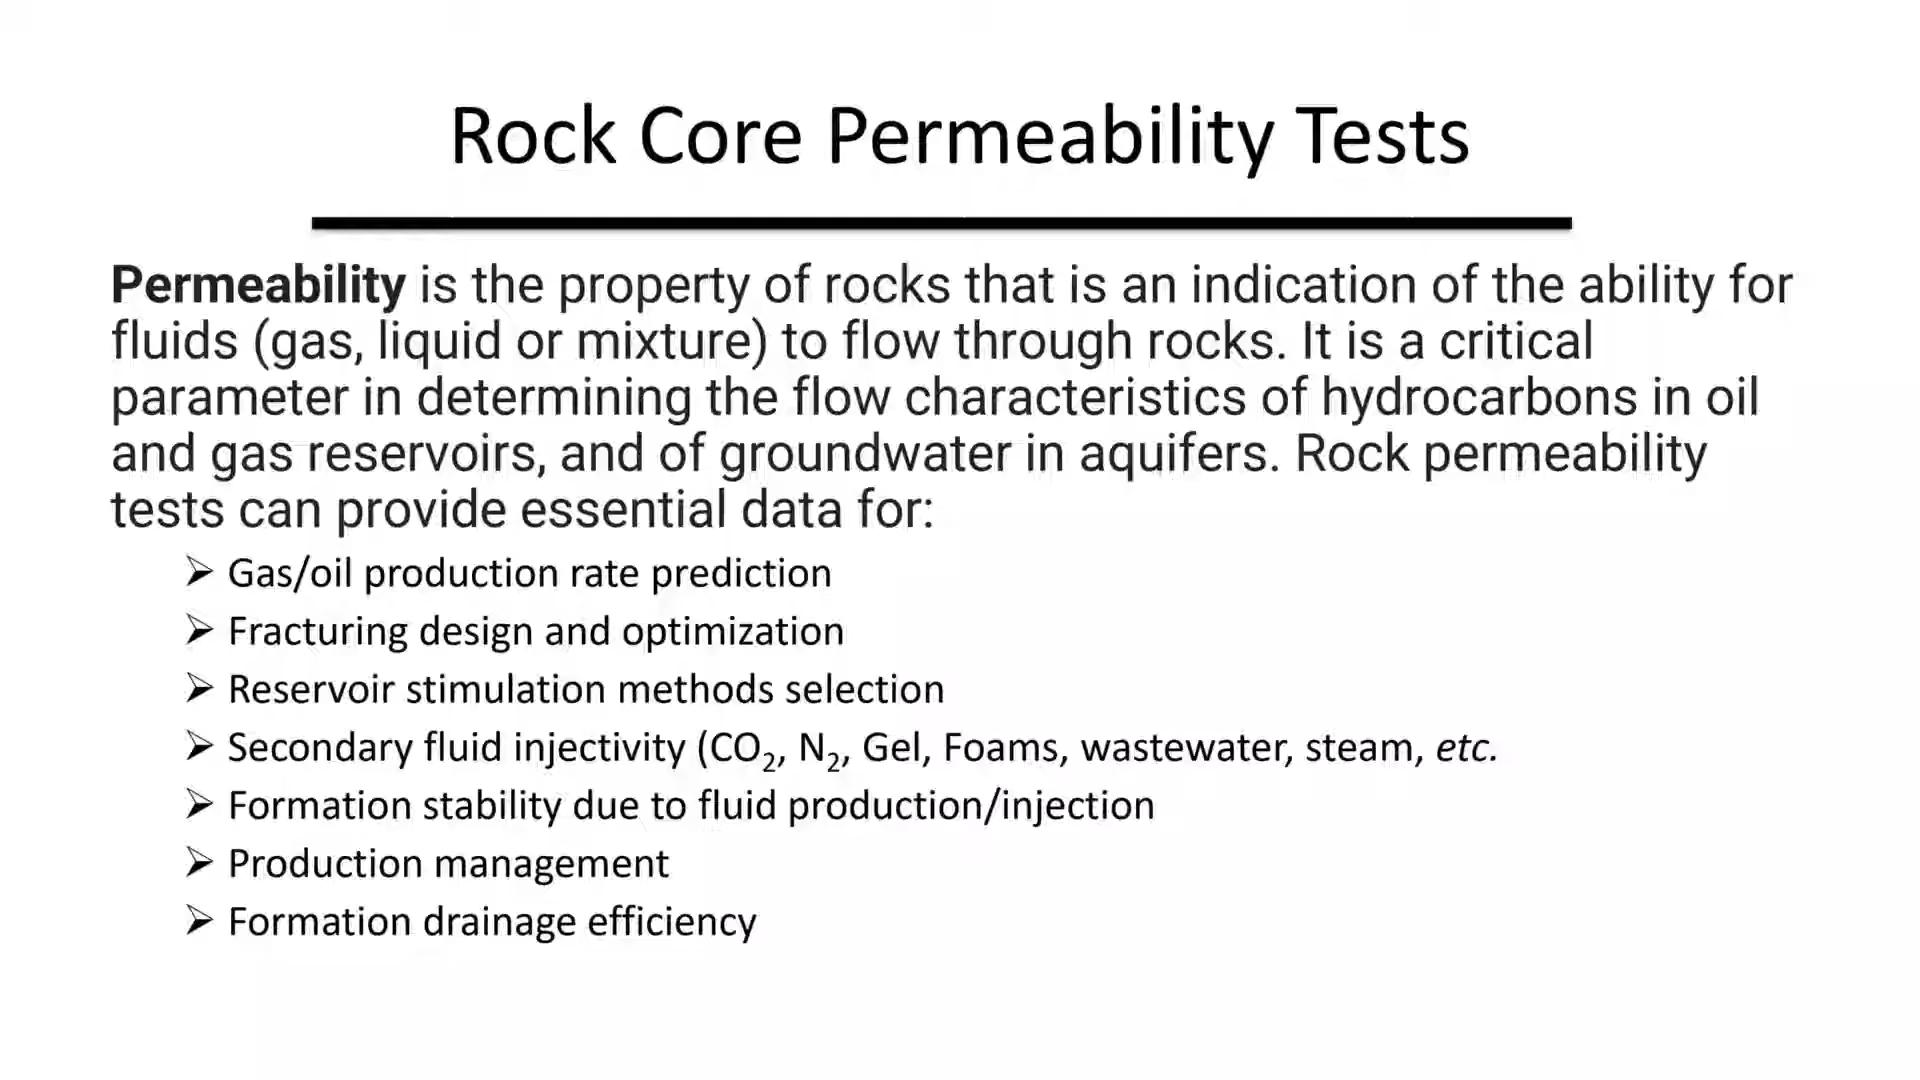 Rock Core Permeability Tests
Permeability is the property of rocks that is an indication of the ability for
fluids (gas, liquid or mixture) to flow through rocks. It is a critical
parameter in determining the flow characteristics of hydrocarbons in oil
and gas reservoirs, and of groundwater in aquifers. Rock permeability
tests can provide essential data for:
➢ Gas/oil production rate prediction
➢ Fracturing design and optimization
➢ Reservoir stimulation methods selection
➢ Secondary fluid injectivity (CO₂, N₂, Gel, Foams, wastewater, steam, etc.
➢ Formation stability due to fluid production/injection
➢ Production management
➢ Formation drainage efficiency